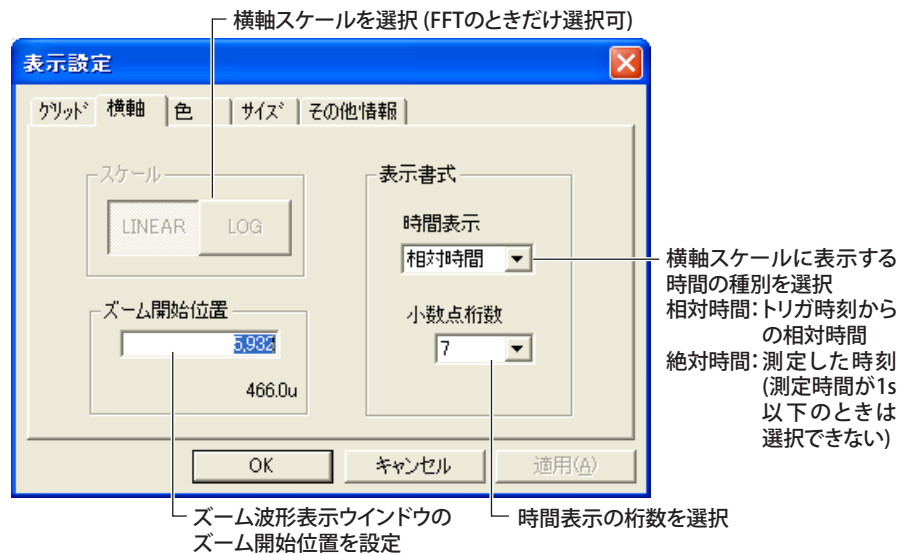 横軸スケールを選択 (FFTのときだけ選択可)
表示設定
グリッド 横軸 色 サイズ その他情報
スケール
LINEAR LOG
表示書式
時間表示
相対時間
小数点桁数
7
ズーム開始位置
5,932
466.0u
OK キャンセル 適用(A)
横軸スケールに表示する
時間の種別を選択
相対時間：トリガ時刻から
の相対時間
絶対時間：測定した時刻
(測定時間が1s
以下のときは
選択できない)
ズーム波形表示ウインドウの
ズーム開始位置を設定
時間表示の桁数を選択